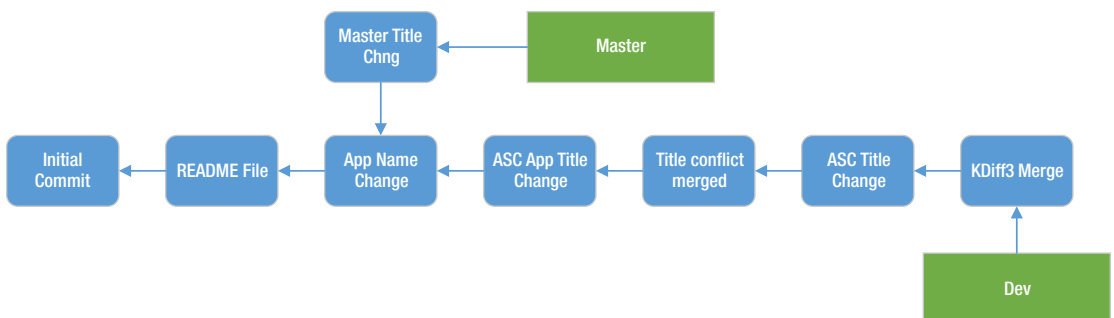 Master Title
Chng
Master
Initial
Commit
README File
App Name
Change
ASC App Title
Change
Title conflict
merged
ASC Title
Change
KDiff3 Merge
Dev